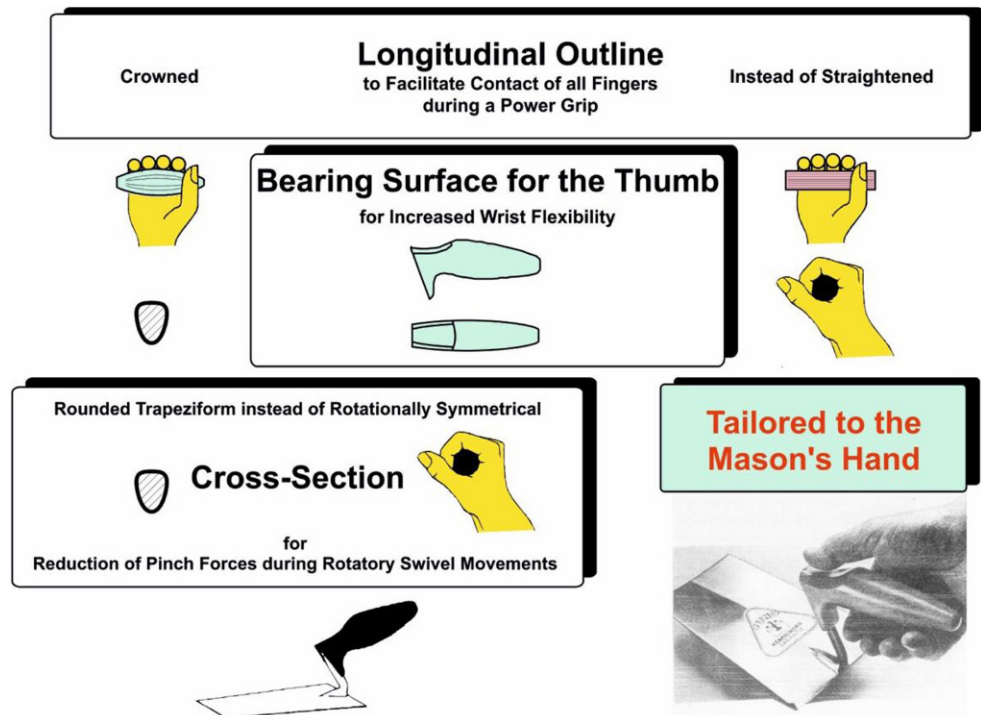 Longitudinal Outline
Crowned
to Facilitate Contact of all Fingers
Instead of Straightened
during a Power Grip
Bearing Surface for the Thumb
for Increased Wrist Flexibility
Rounded Trapeziform instead of Rotationally Symmetrical
Cross-Section
for
Reduction of Pinch Forces during Rotatory Swivel Movements
Tailored to the
Mason's Hand